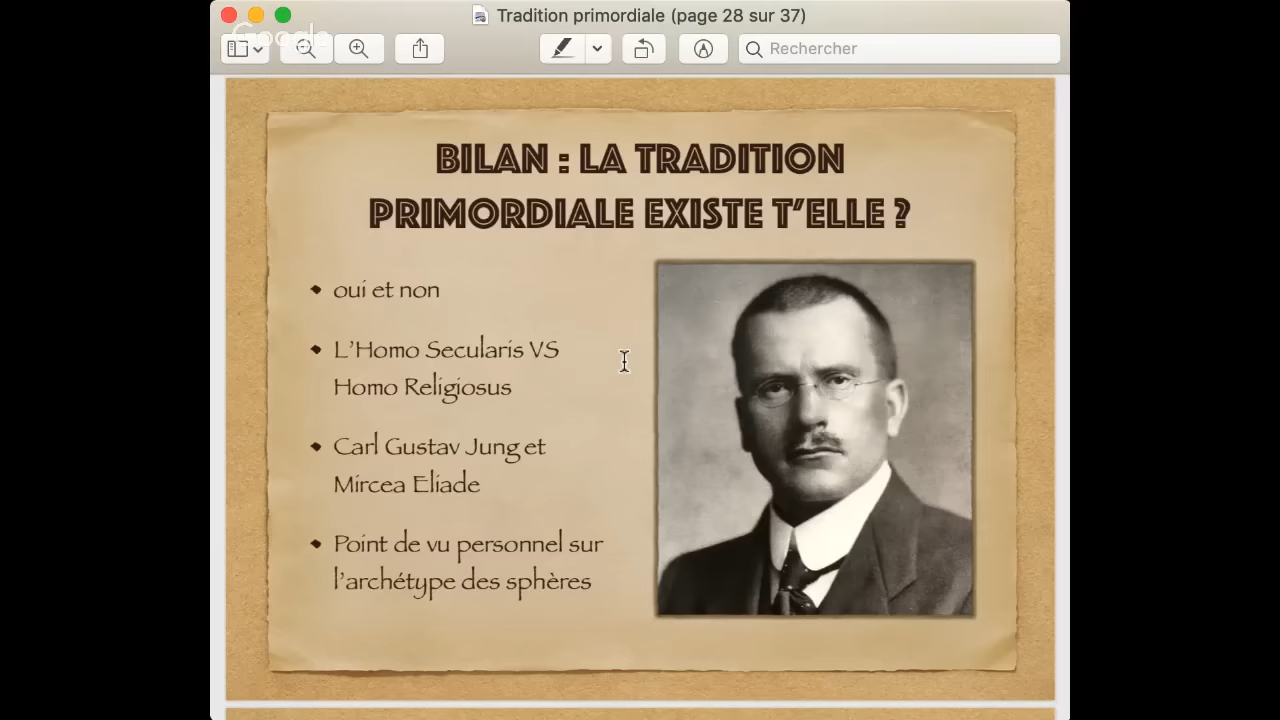 Tradition primordiale (page 28 sur 37)
Google
Rechercher
BILAN : LA TRADITION
PRIMORDIALE EXISTE T'ELLE ?
oui et non
L'Homo Secularis VS
Homo Religiosus
Carl Gustav Jung et
Mircea Eliade
Point de vu personnel sur
l'archétype des sphères